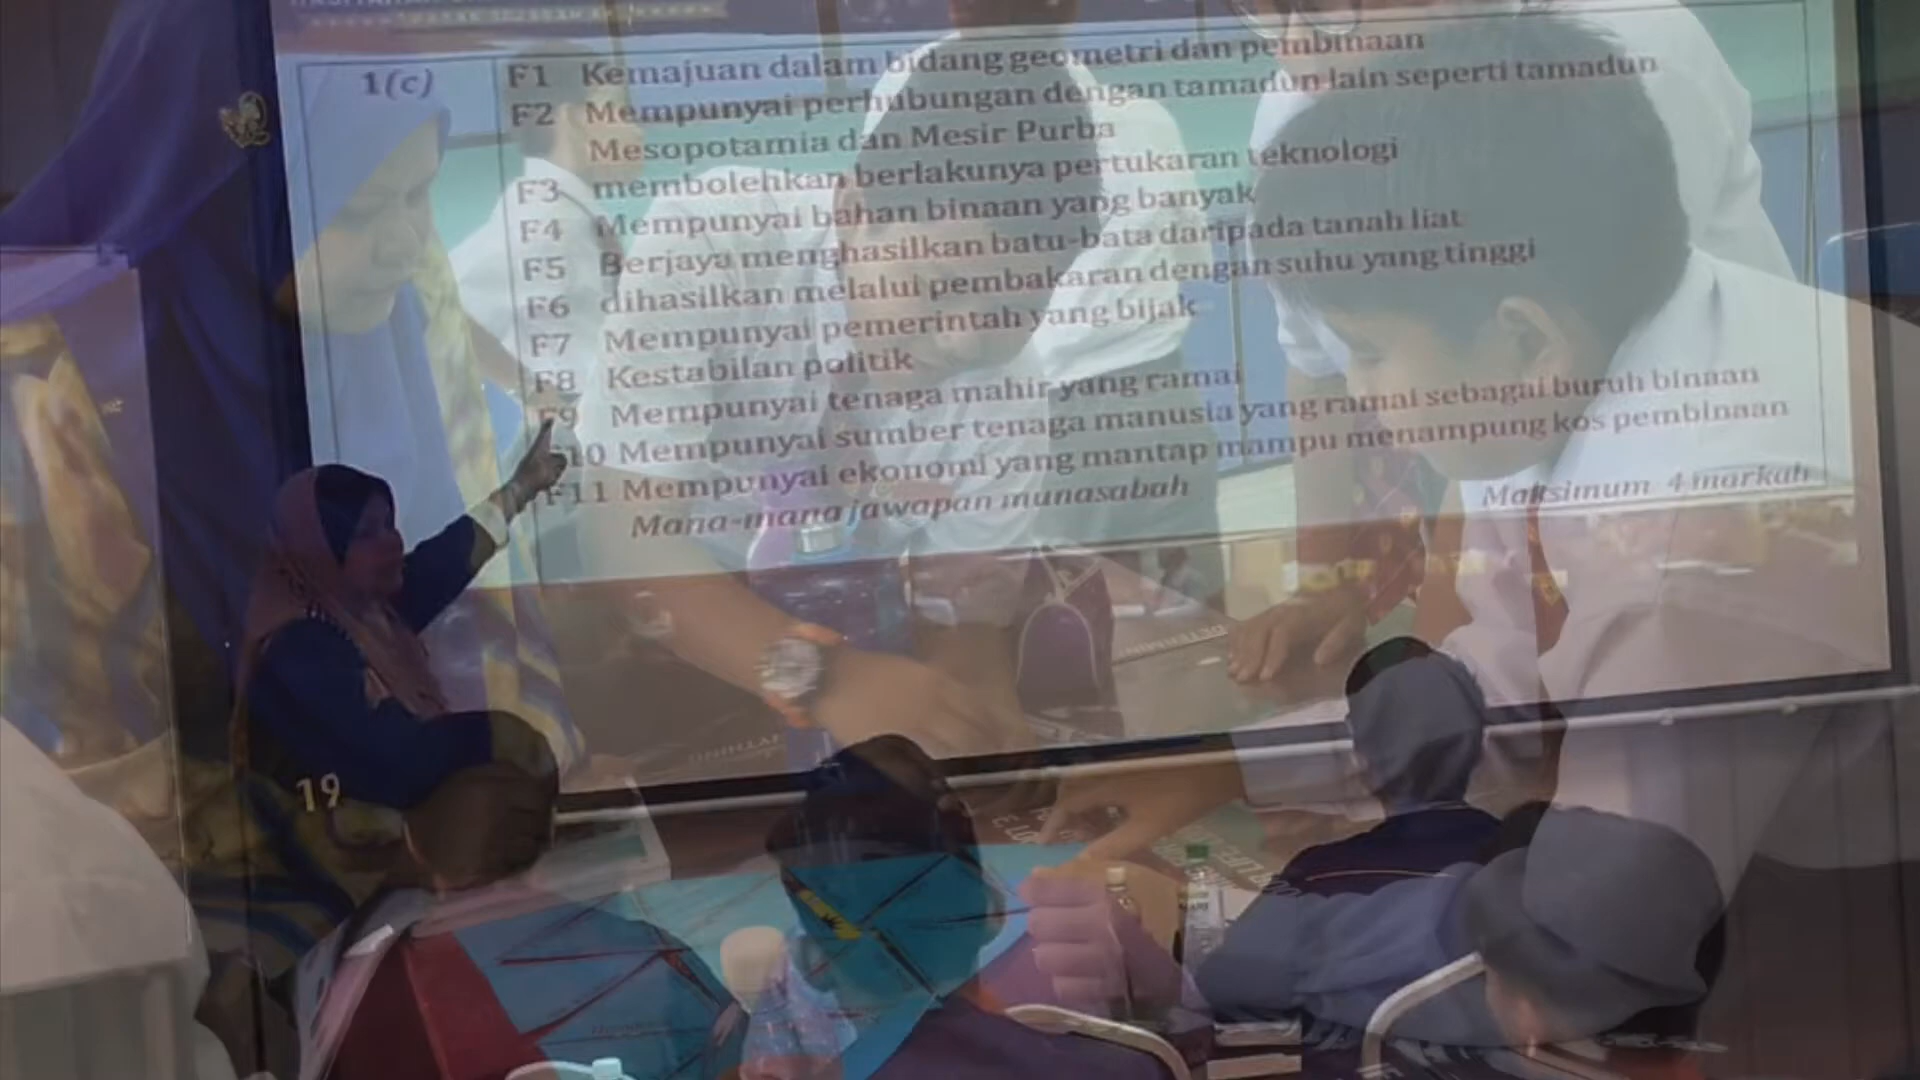 1(c)
F1 Kemajuan dalam bidang geometri dan pembinaan
F2 Mempunyai perhubungan dengan tamadun lain seperti tamadun
Mesopotamia dan Mesir Purba
F3 membolehkan berlakunya pertukaran teknologi
F4 Mempunyai bahan binaan yang banyak
F5 Berjaya menghasilkan batu-bata daripada tanah liat
F6 dihasilkan melalui pembakaran dengan suhu yang tinggi
F7 Mempunyai pemerintah yang bijak
F8 Kestabilan politik
F9 Mempunyai tenaga mahir yang ramai
F10 Mempunyai sumber tenaga manusia yang ramai sebagai buruh binaan
F11 Mempunyai ekonomi yang mantap mampu menampung kos pembinaan
Mana-mana jawapan munasabah
Maksimum 4 markah
19